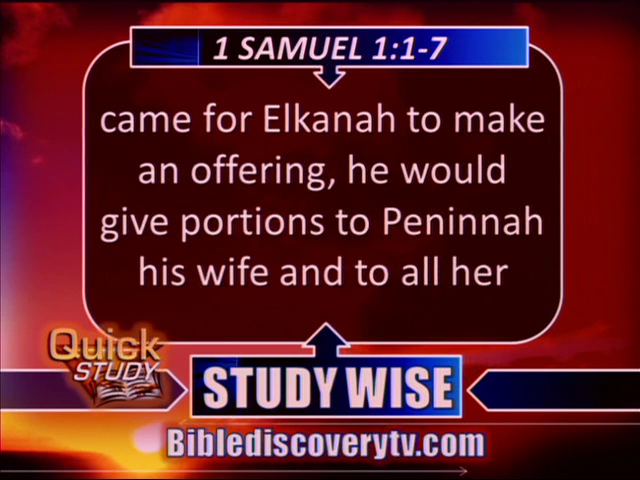 1 SAMUEL 1:1-7
came for Elkanah to make
an offering, he would
give portions to Peninnah
his wife and to all her
Quick
STUDY
STUDY WISE
Biblediscoverytv.com